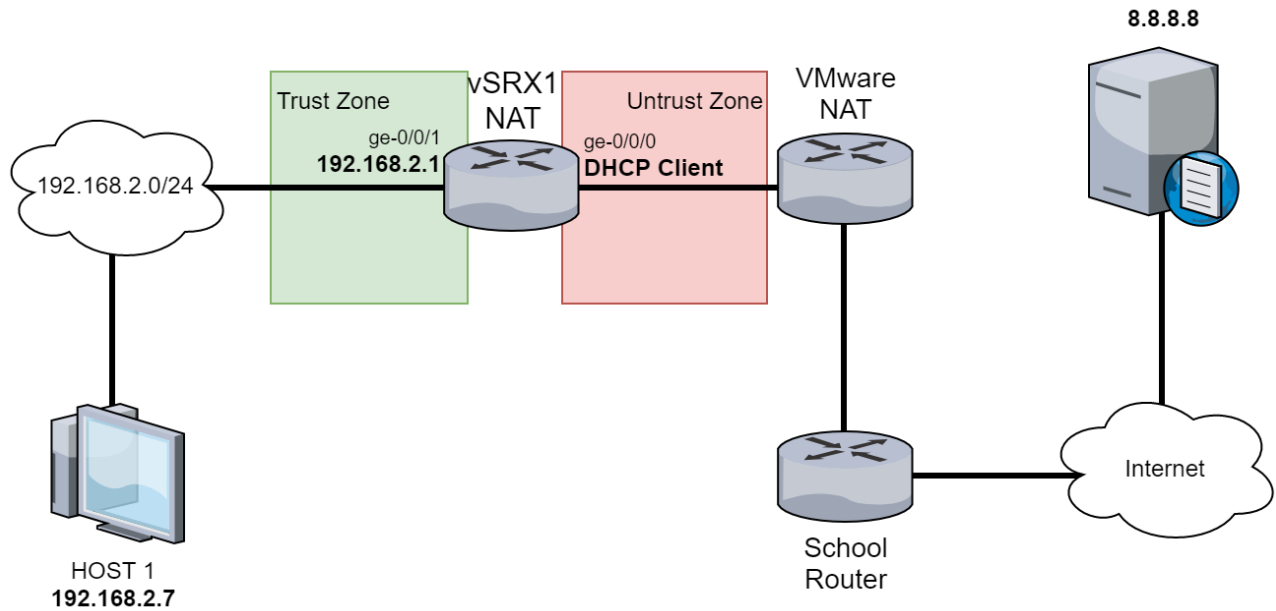 8.8.8.8
vSRX1
NAT
VMware
NAT
Trust Zone
Untrust Zone
ge-0/0/1
192.168.2.1
ge-0/0/0
DHCP Client
192.168.2.0/24
Internet
School
Router
HOST 1
192.168.2.7